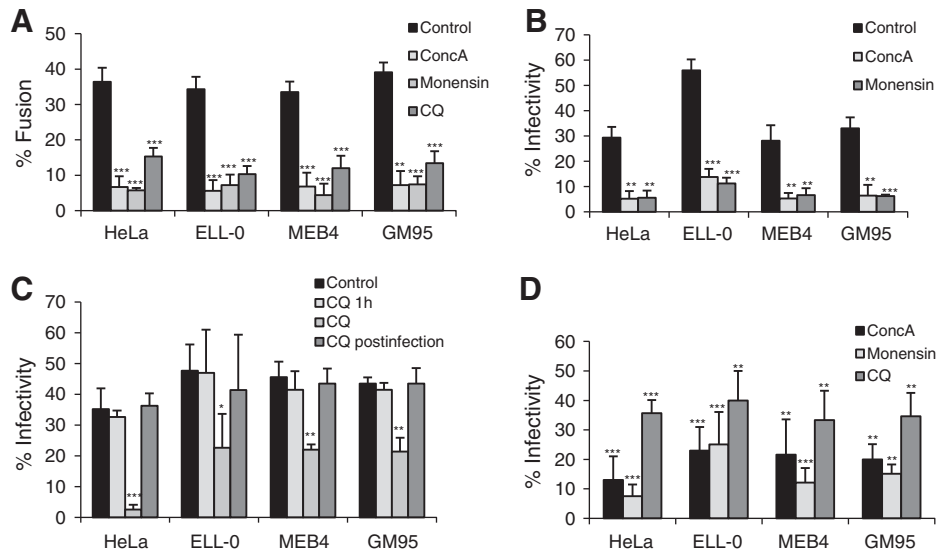 A
% Fusion
50
40
30
20
10
0
Control
ConcA
Monensin
CQ
*** *** ***
*** *** ***
*** *** ***
** *** ***
HeLa ELL-0 MEB4 GM95
B
% Infectivity
70
60
50
40
30
20
10
0
Control
ConcA
Monensin
** **
*** ***
** **
** ***
HeLa ELL-0 MEB4 GM95
C
% Infectivity
70
60
50
40
30
20
10
0
Control
CQ 1h
CQ
CQ postinfection
***
*
**
**
HeLa ELL-0 MEB4 GM95
D
% Infectivity
60
50
40
30
20
10
0
ConcA
Monensin
CQ
*** *** ***
*** *** **
** *** **
** ** **
HeLa ELL-0 MEB4 GM95